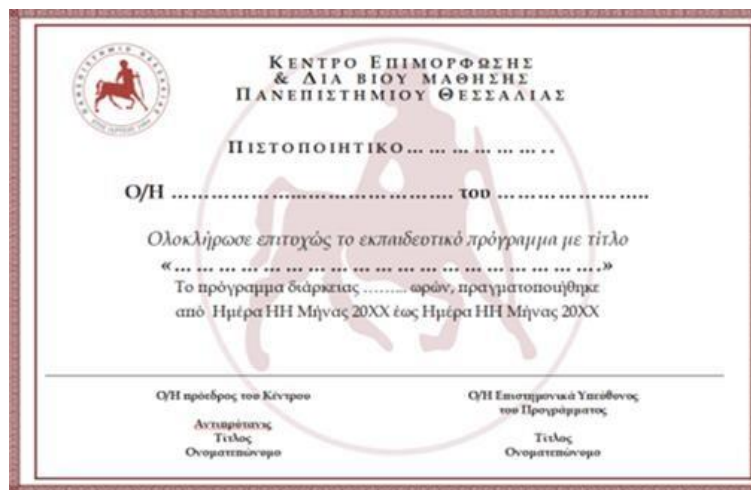 ΠΑΝΕΠΙΣΤΗΜΙΟ ΘΕΣΣΑΛΙΑΣ
ΚΕΝΤΡΟ ΕΠΙΜΟΡΦΩΣΗΣ
& ΔΙΑ ΒΙΟΥ ΜΑΘΗΣΗΣ
ΠΑΝΕΠΙΣΤΗΜΙΟΥ ΘΕΣΣΑΛΙΑΣ
ΠΙΣΤΟΠΟΙΗΤΙΚΟ... ... ... ... ... ... . .
Ο/Η ……………………………………… του …………………..
Ολοκλήρωσε επιτυχώς το εκπαιδευτικό πρόγραμμα με τίτλο
«... ... ... ... ... ... ... ... ... ... ... ... ... ... ... .»
Το πρόγραμμα διάρκειας ……… ωρών, πραγματοποιήθηκε
από Ημέρα ΗΗ Μήνας 20ΧΧ έως Ημέρα ΗΗ Μήνας 20ΧΧ
Ο/Η πρόεδρος του Κέντρου
Αντιπρύτανις
Τίτλος
Ονοματεπώνυμο
Ο/Η Επιστημονικά Υπεύθυνος
του Προγράμματος
Τίτλος
Ονοματεπώνυμο